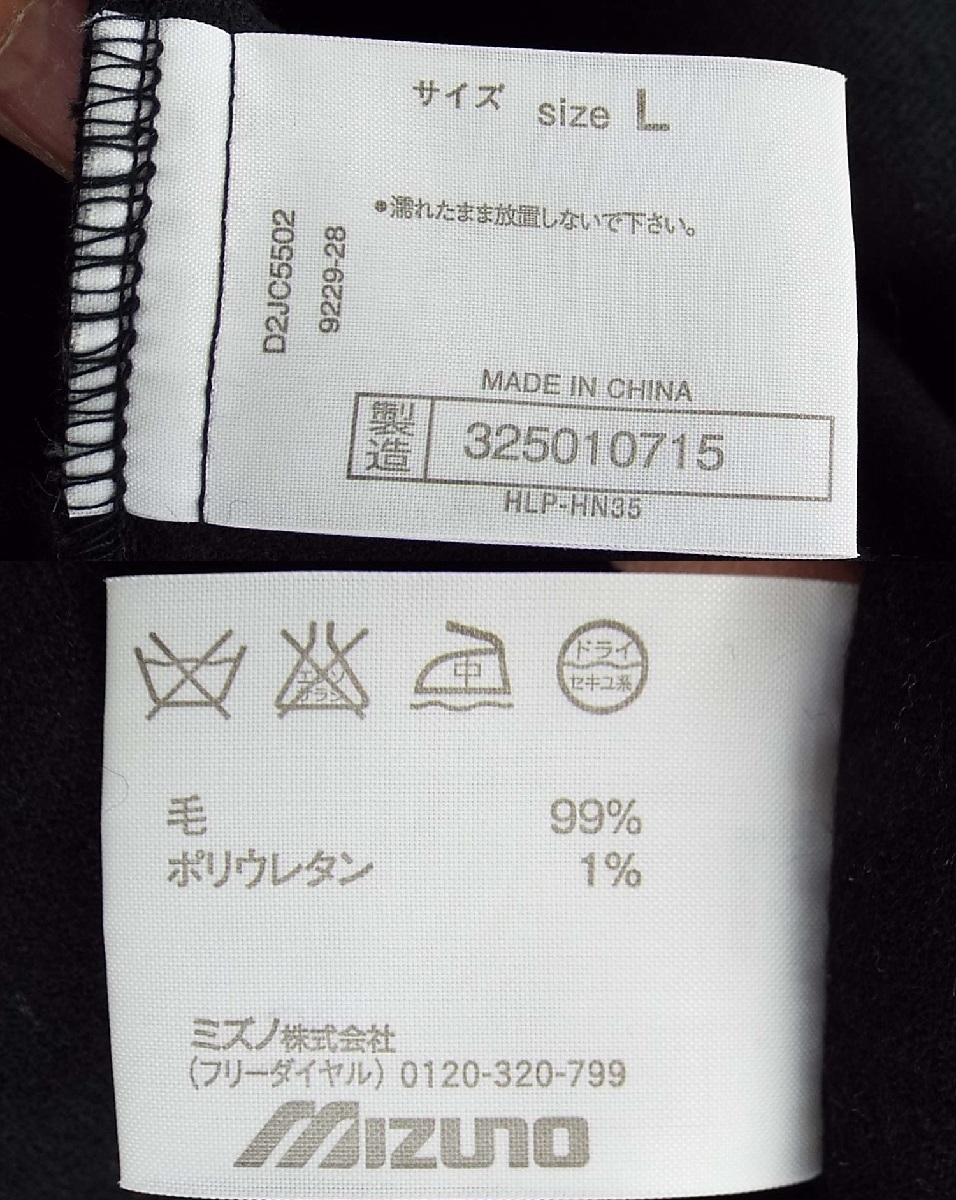 サイズ size L
•濡れたまま放置しないで下さい。
D2JC5502
9229-28
MADE IN CHINA
製造 325010715
HLP-HN35
エンソ
サラシ
中
ドライ
セキユ系
毛 99%
ポリウレタン 1%
ミズノ株式会社
(フリーダイヤル) 0120-320-799
MIZUNO